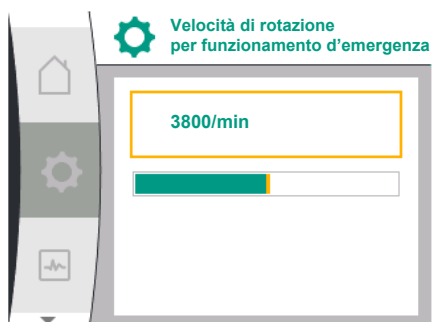 Velocità di rotazione
per funzionamento d'emergenza
3800/min